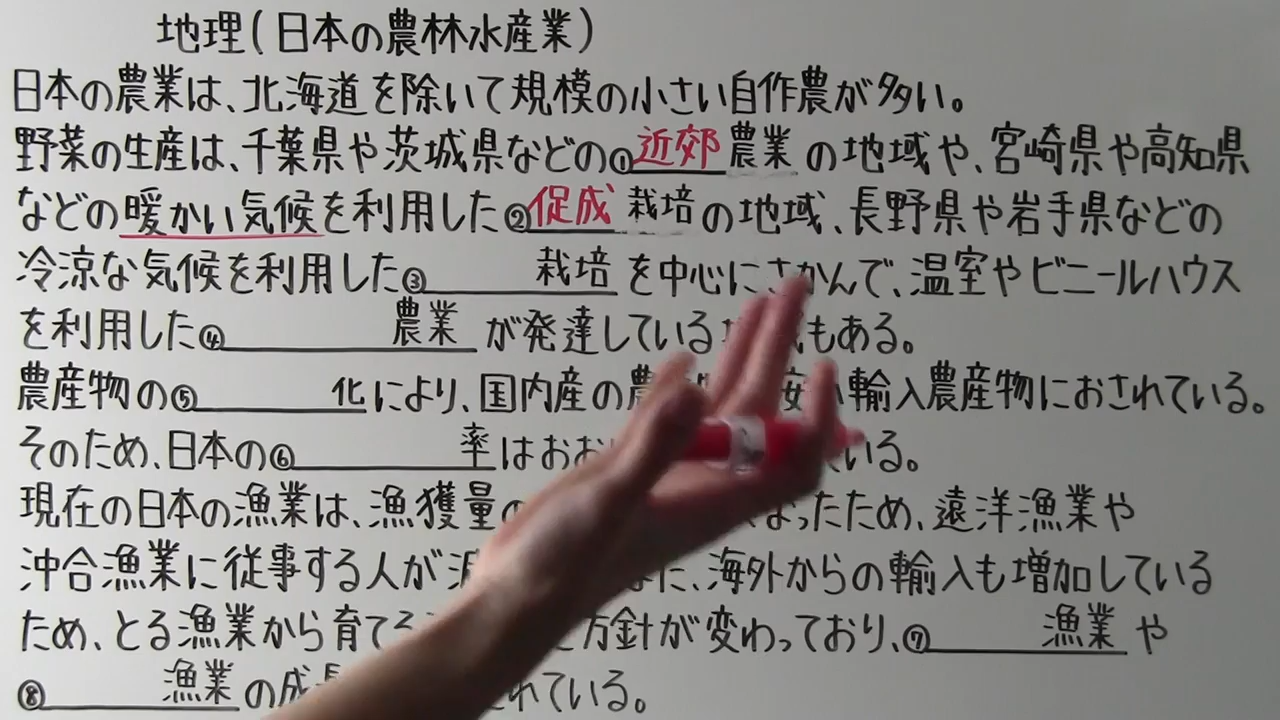 地理(日本の農林水産業)
日本の農業は、北海道を除いて規模の小さい自作農が多い。
野菜の生産は、千葉県や茨城県などの①近郊農業の地域や、宮崎県や高知県
などの暖かい気候を利用した②促成栽培の地域、長野県や岩手県などの
冷涼な気候を利用した③ 栽培を中心にさかんで、温室やビニールハウス
を利用した④ 農業が発達している もある。
農産物の⑤ 化により、国内産の農 輸入農産物におされている。
そのため、日本の⑥ 率はおお いる。
現在の日本の漁業は、漁獲量の なったため、遠洋漁業や
沖合漁業に従事する人が減 海外からの輸入も増加している
ため、とる漁業から育てる 方針が変わっており、⑦ 漁業や
⑧ 漁業の成長 れている。